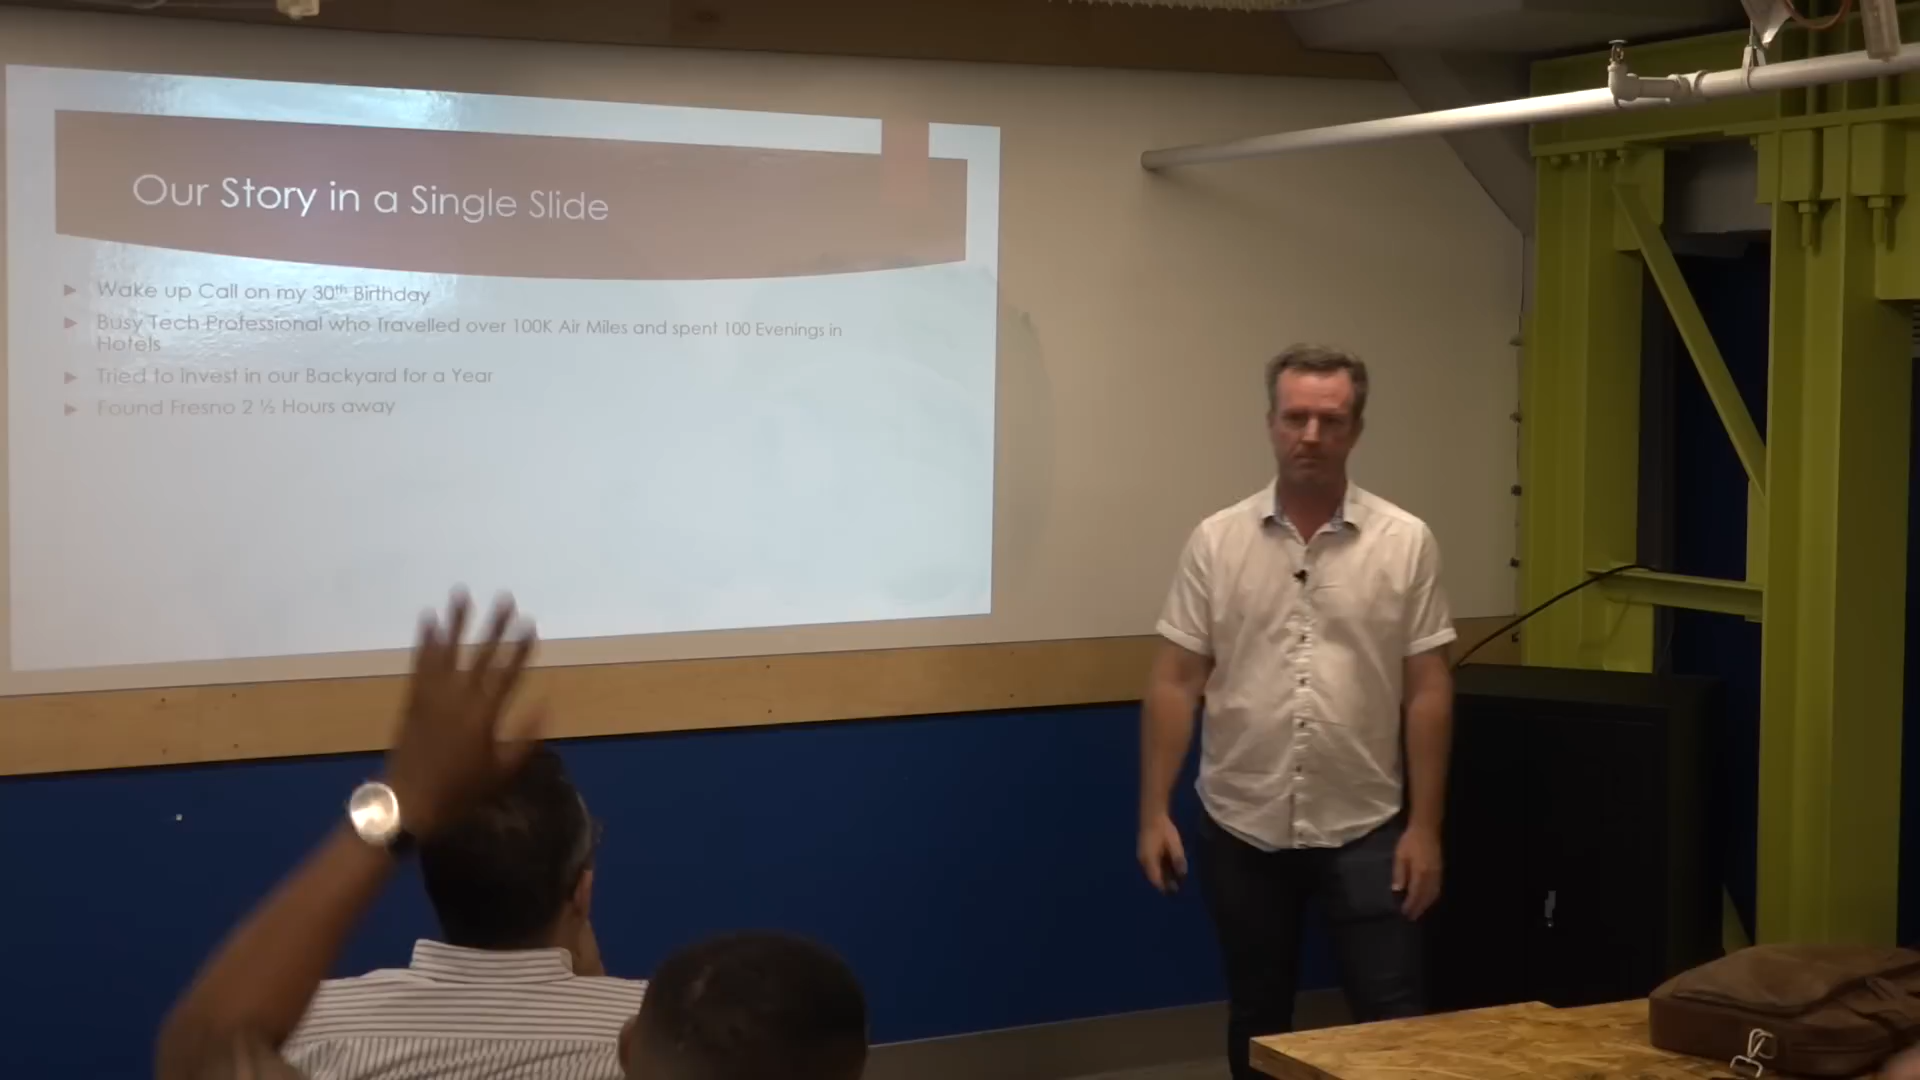 Our Story in a Single Slide
Wake up Call on my 30th Birthday
Busy Tech Professional who Travelled over 100K Air Miles and spent 100 Evenings in
Hotels
Tried to Invest in our Backyard for a Year
Found Fresno 2 ½ Hours away